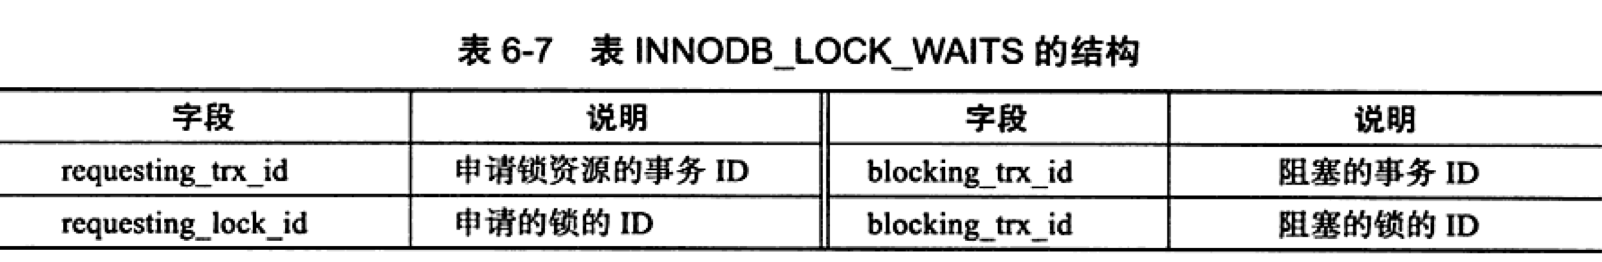 表 6-7 表 INNODB_LOCK_WAITS 的结构
字段 说明 字段 说明
requesting_trx_id 申请锁资源的事务 ID blocking_trx_id 阻塞的事务 ID
requesting_lock_id 申请的锁的 ID blocking_trx_id 阻塞的锁的 ID